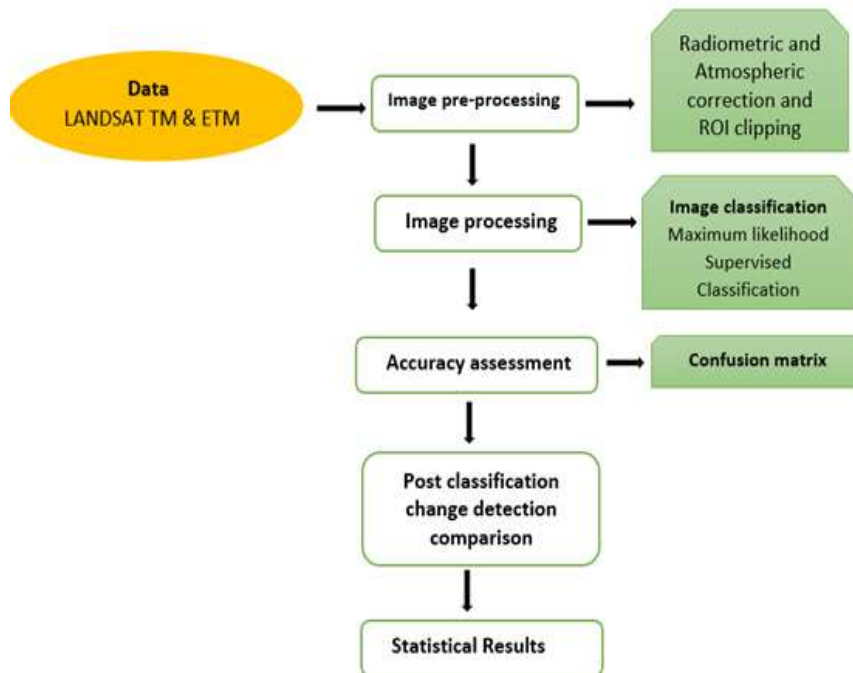 Data
LANDSAT TM & ETM
Image pre-processing
Radiometric and
Atmospheric
correction and
ROI clipping
Image processing
Image classification
Maximum likelihood
Supervised
Classification
Accuracy assessment
Confusion matrix
Post classification
change detection
comparison
Statistical Results